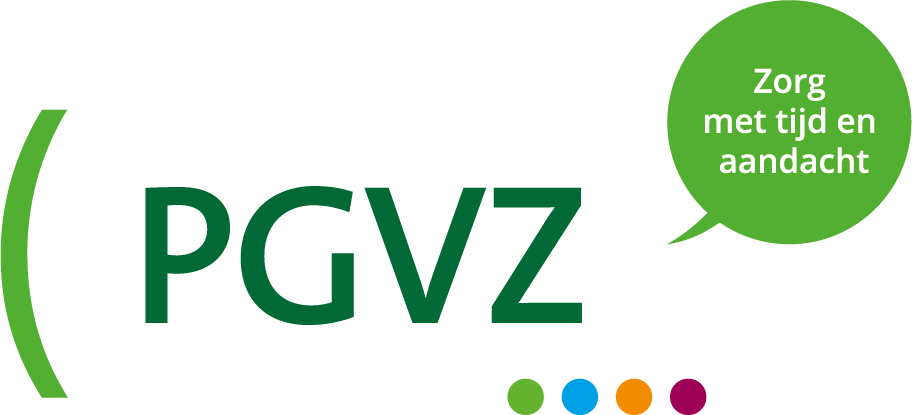 Zorg
met tijd en
aandacht
PGVZ